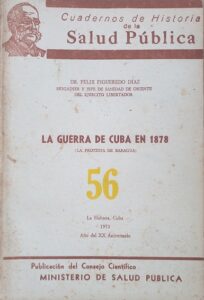 Cuadernos de Historia
de la
Salud Pública
DR. FELIX FIGUEREDO DIAZ
BRIGADIER Y JEFE DE SANIDAD DE ORIENTE
DEL EJERCITO LIBERTADOR
LA GUERRA DE CUBA EN 1878
(LA PROTESTA DE BARAGUA)
56
La Habana, Cuba
1973
Año del XX Aniversario
Publicación del Consejo Científico
MINISTERIO DE SALUD PUBLICA